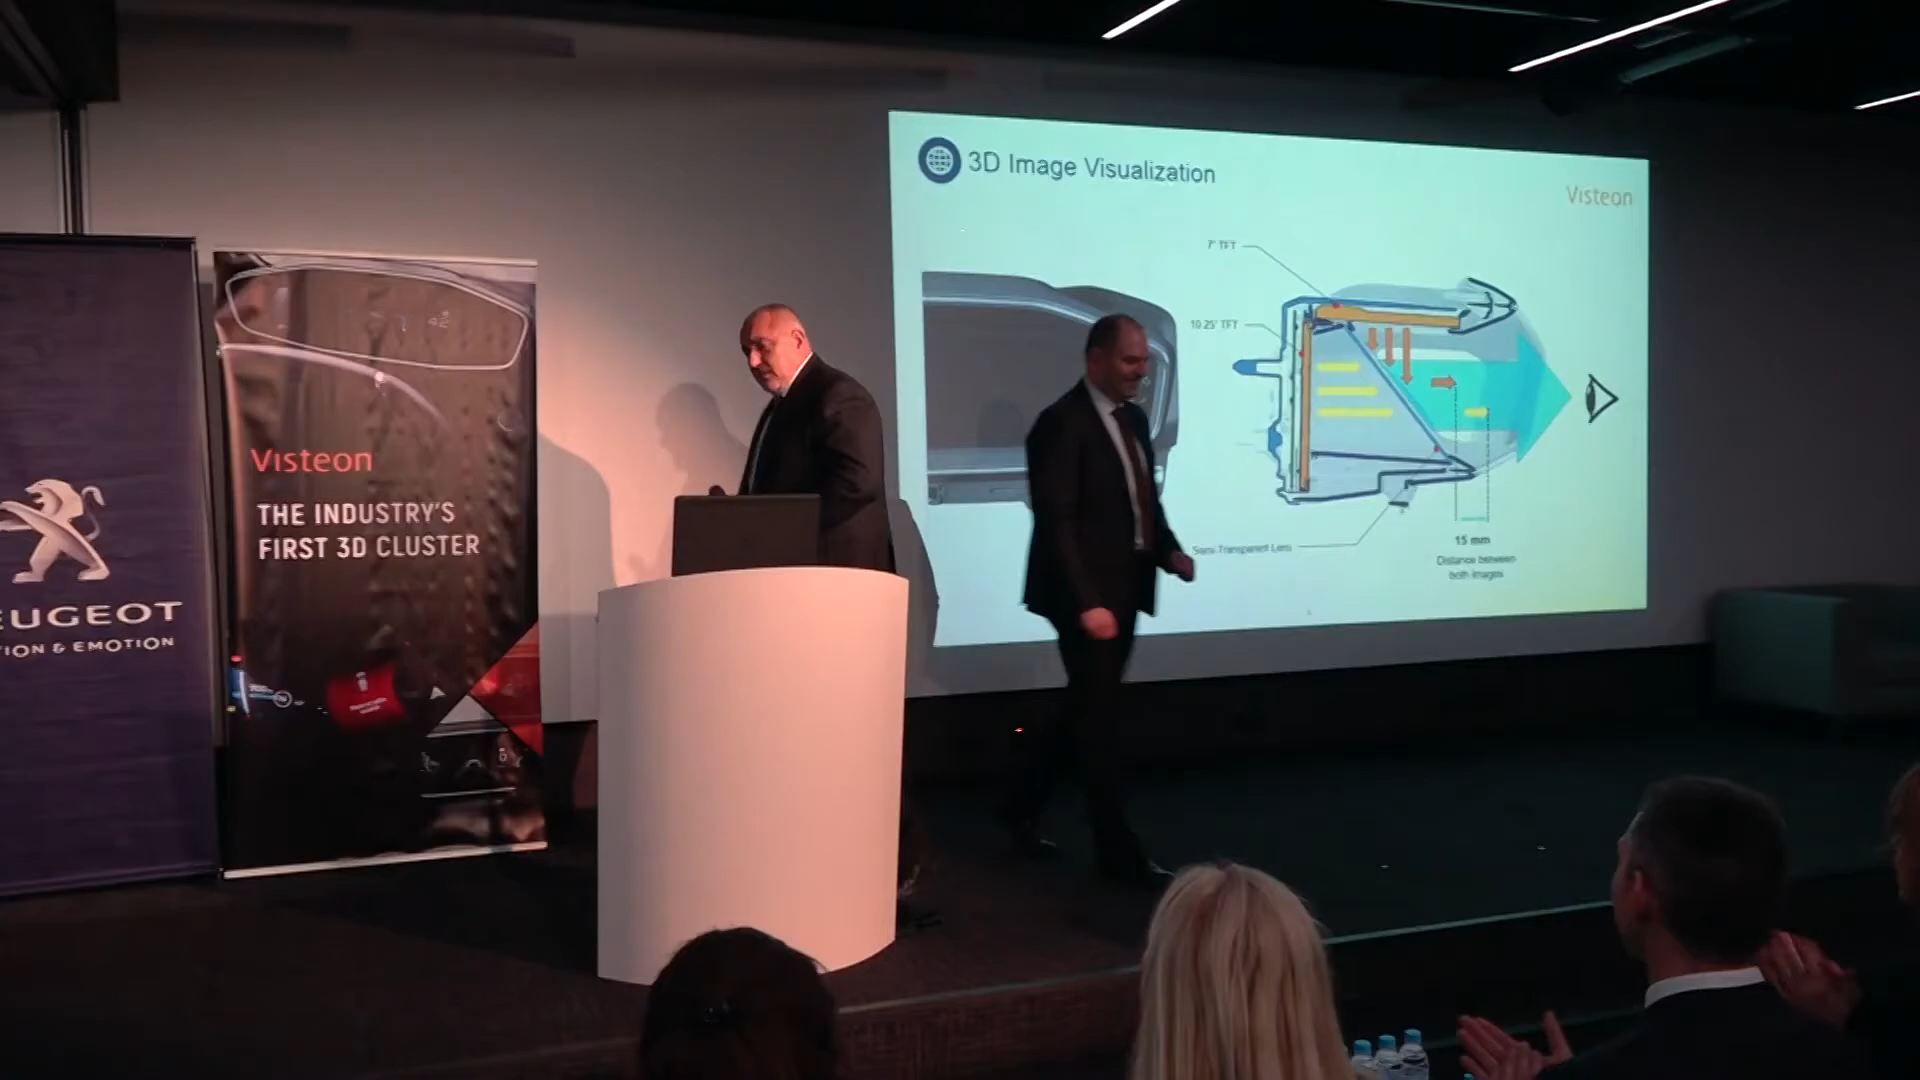 3D Image Visualization
Visteon
7" TFT
10.25" TFT
Semi-Transparent Lens
15 mm
Distance between
both images
Visteon
THE INDUSTRY'S
FIRST 3D CLUSTER
EUGEOT
ION & EMOTION